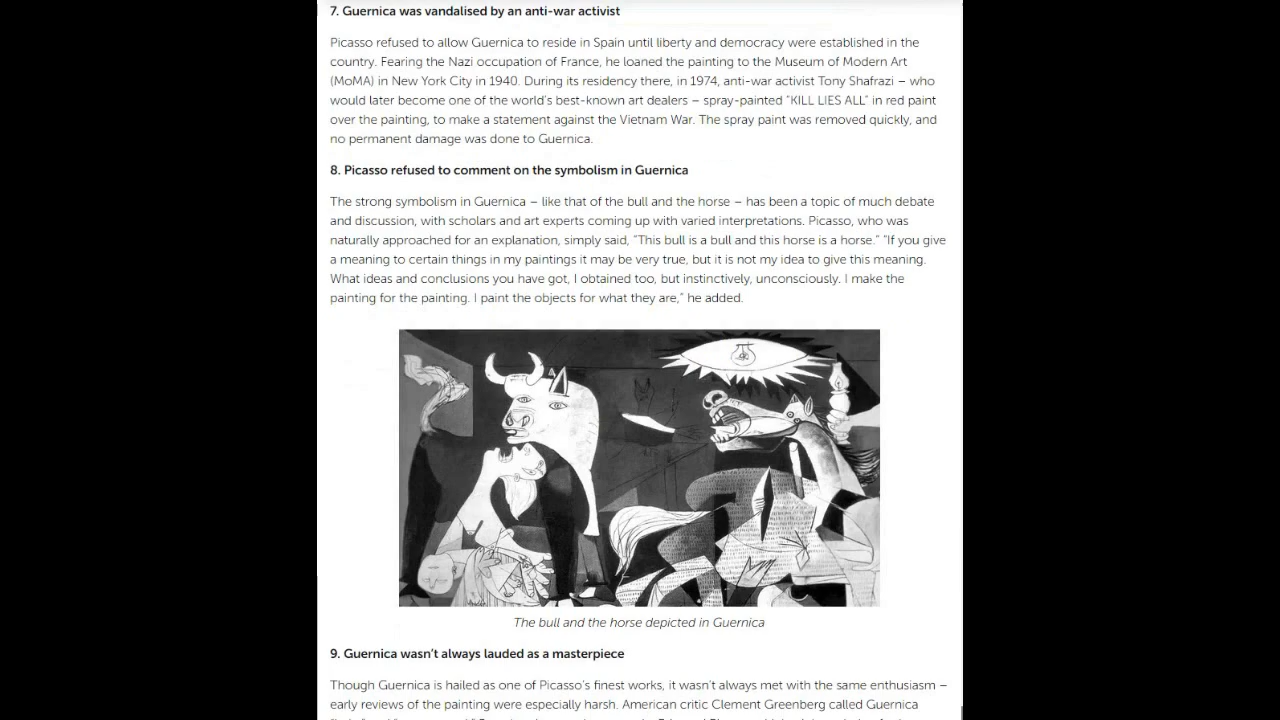 7. Guernica was vandalised by an anti-war activist
Picasso refused to allow Guernica to reside in Spain until liberty and democracy were established in the
country. Fearing the Nazi occupation of France, he loaned the painting to the Museum of Modern Art
(MoMA) in New York City in 1940. During its residency there, in 1974, anti-war activist Tony Shafrazi – who
would later become one of the world's best-known art dealers – spray-painted "KILL LIES ALL" in red paint
over the painting, to make a statement against the Vietnam War. The spray paint was removed quickly, and
no permanent damage was done to Guernica.
8. Picasso refused to comment on the symbolism in Guernica
The strong symbolism in Guernica – like that of the bull and the horse – has been a topic of much debate
and discussion, with scholars and art experts coming up with varied interpretations. Picasso, who was
naturally approached for an explanation, simply said, "This bull is a bull and this horse is a horse." "If you give
a meaning to certain things in my paintings it may be very true, but it is not my idea to give this meaning.
What ideas and conclusions you have got, I obtained too, but instinctively, unconsciously. I make the
painting for the painting. I paint the objects for what they are," he added.
The bull and the horse depicted in Guernica
9. Guernica wasn't always lauded as a masterpiece
Though Guernica is hailed as one of Picasso's finest works, it wasn't always met with the same enthusiasm –
early reviews of the painting were especially harsh. American critic Clement Greenberg called Guernica